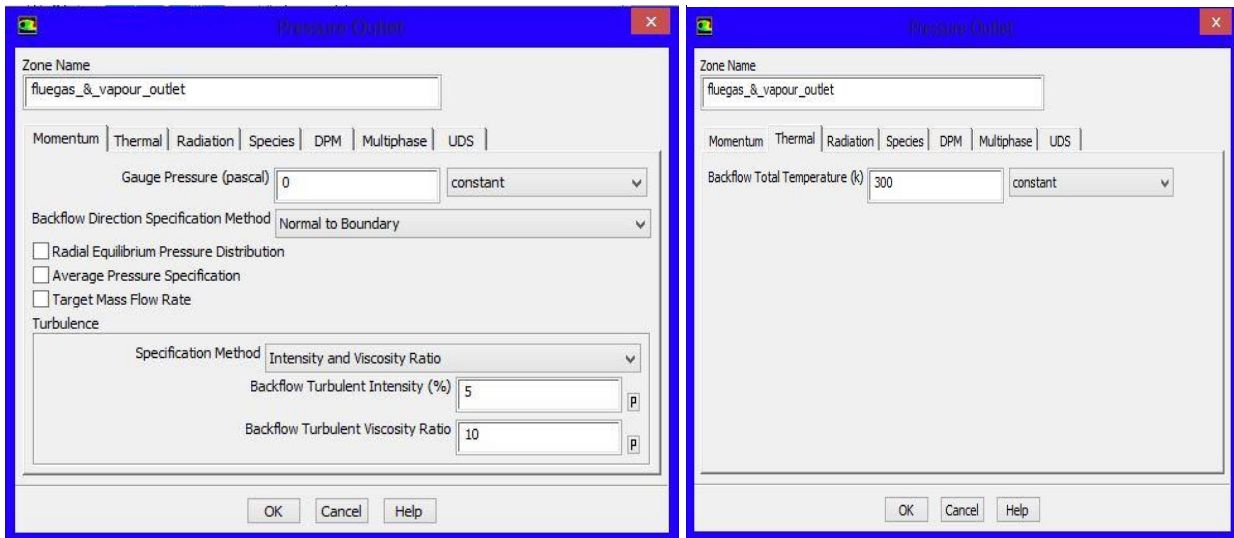 Pressure Outlet
Zone Name
fluegas_&_vapour_outlet
Momentum Thermal Radiation Species DPM Multiphase UDS
Gauge Pressure (pascal) 0 constant
Backflow Direction Specification Method Normal to Boundary
Radial Equilibrium Pressure Distribution
Average Pressure Specification
Target Mass Flow Rate
Turbulence
Specification Method Intensity and Viscosity Ratio
Backflow Turbulent Intensity (%) 5 P
Backflow Turbulent Viscosity Ratio 10 P
OK Cancel Help
Pressure Outlet
Zone Name
fluegas_&_vapour_outlet
Momentum Thermal Radiation Species DPM Multiphase UDS
Backflow Total Temperature (k) 300 constant
OK Cancel Help